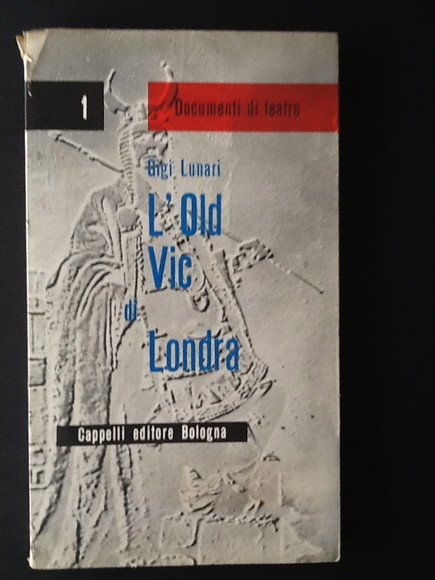 1
Documenti di teatro
Gigi Lunari
L'Old
Vic
di
Londra
Cappelli editore Bologna